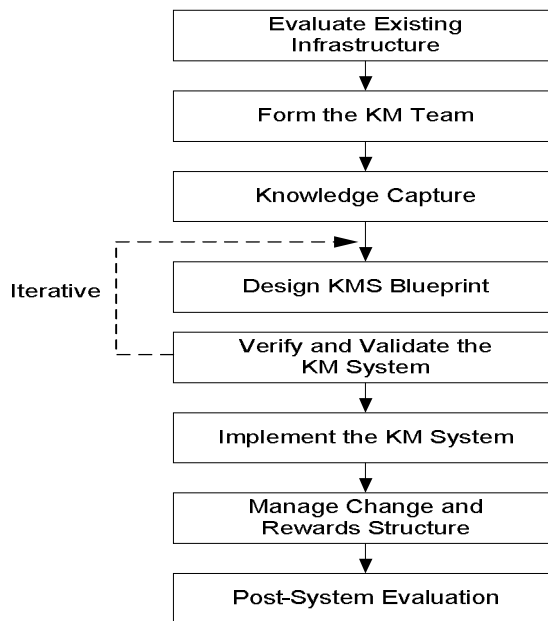 Evaluate Existing
Infrastructure
Form the KM Team
Knowledge Capture
Iterative
Design KMS Blueprint
Verify and Validate the
KM System
Implement the KM System
Manage Change and
Rewards Structure
Post-System Evaluation